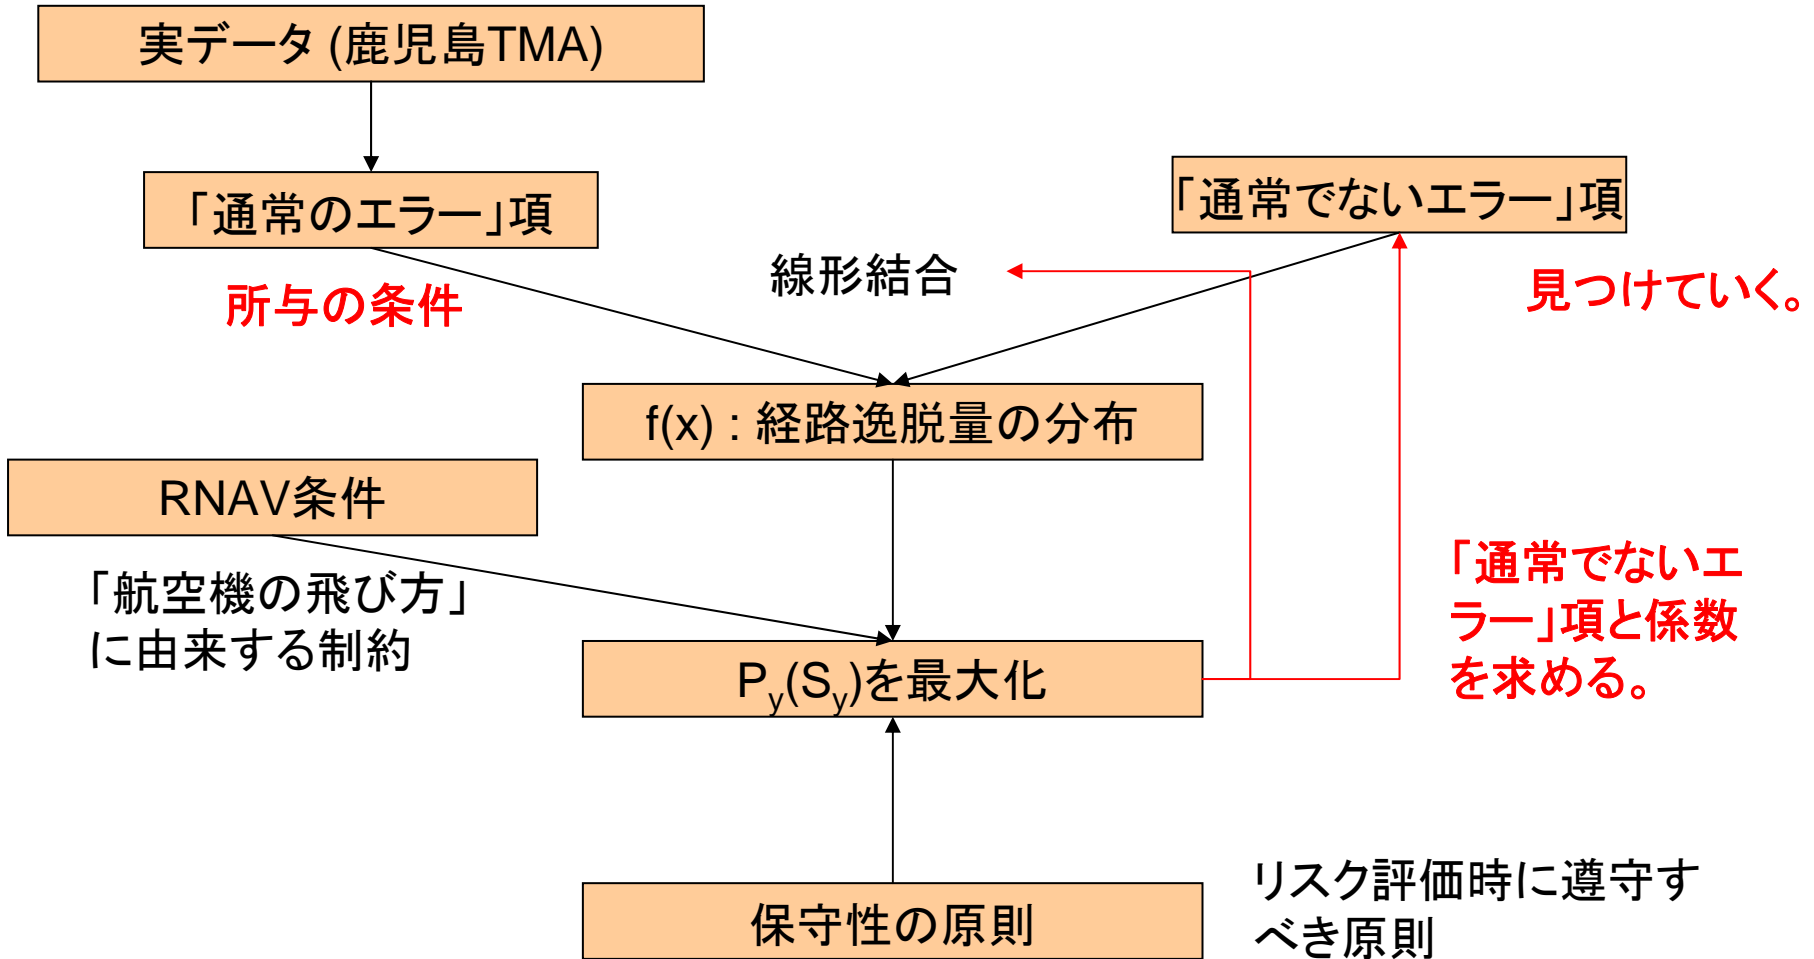 実データ (鹿児島TMA)
「通常のエラー」項
「通常でないエラー」項
線形結合
所与の条件
見つけていく。
f(x) : 経路逸脱量の分布
RNAV条件
「航空機の飛び方」
に由来する制約
「通常でないエ
ラー」項と係数
を求める。
Py(Sy)を最大化
保守性の原則
リスク評価時に遵守す
べき原則